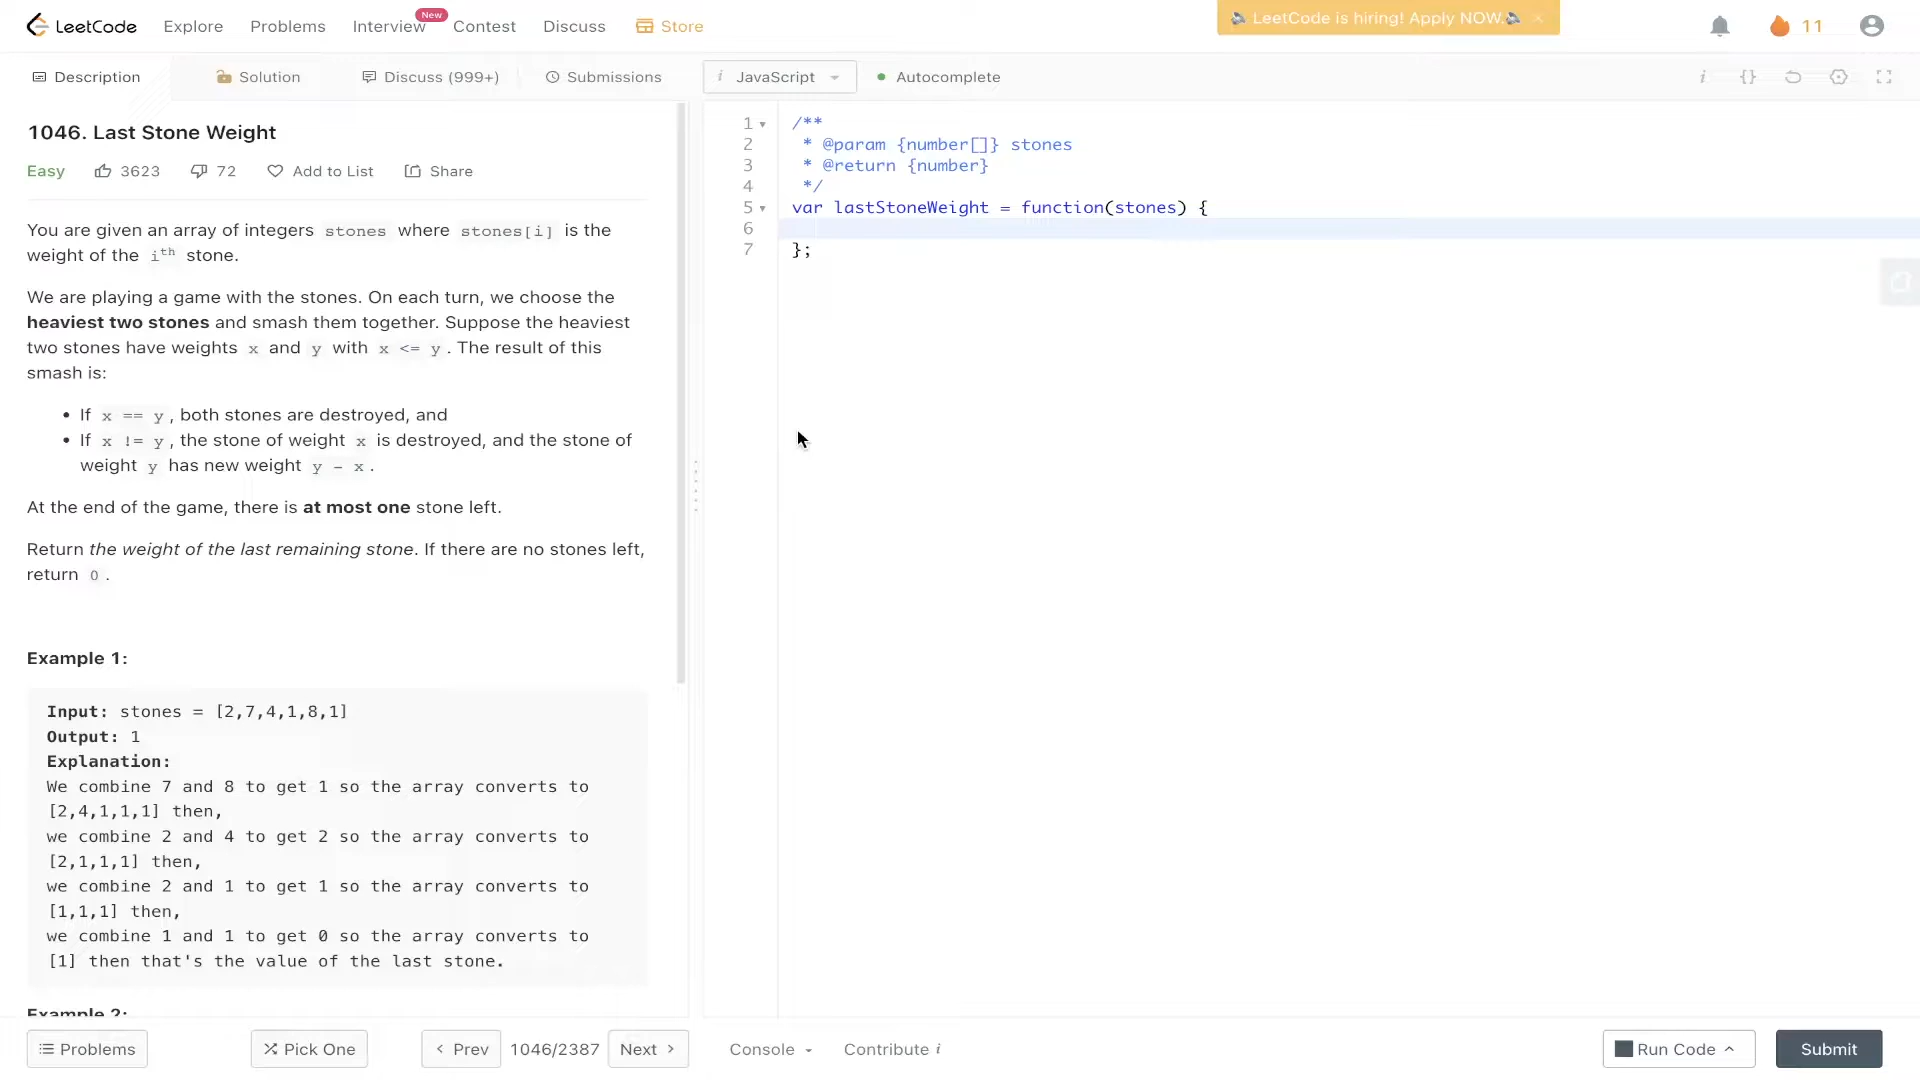 LeetCode Explore Problems Interview New Contest Discuss Store LeetCode is hiring! Apply NOW. × 11
Description Solution Discuss (999+) Submissions i JavaScript Autocomplete i {}
1046. Last Stone Weight
Easy 3623 72 Add to List Share
You are given an array of integers stones where stones[i] is the
weight of the ith stone.
We are playing a game with the stones. On each turn, we choose the
heaviest two stones and smash them together. Suppose the heaviest
two stones have weights x and y with x <= y. The result of this
smash is:
• If x == y, both stones are destroyed, and
• If x != y, the stone of weight x is destroyed, and the stone of
weight y has new weight y - x.
At the end of the game, there is at most one stone left.
Return the weight of the last remaining stone. If there are no stones left,
return 0.
Example 1:
Input: stones = [2,7,4,1,8,1]
Output: 1
Explanation:
We combine 7 and 8 to get 1 so the array converts to
[2,4,1,1,1] then,
we combine 2 and 4 to get 2 so the array converts to
[2,1,1,1] then,
we combine 2 and 1 to get 1 so the array converts to
[1,1,1] then,
we combine 1 and 1 to get 0 so the array converts to
[1] then that's the value of the last stone.
Example 2:
1 /**
2 * @param {number[]} stones
3 * @return {number}
4 */
5 var lastStoneWeight = function(stones) {
6
7 };
Problems Pick One < Prev 1046/2387 Next > Console Contribute i Run Code Submit